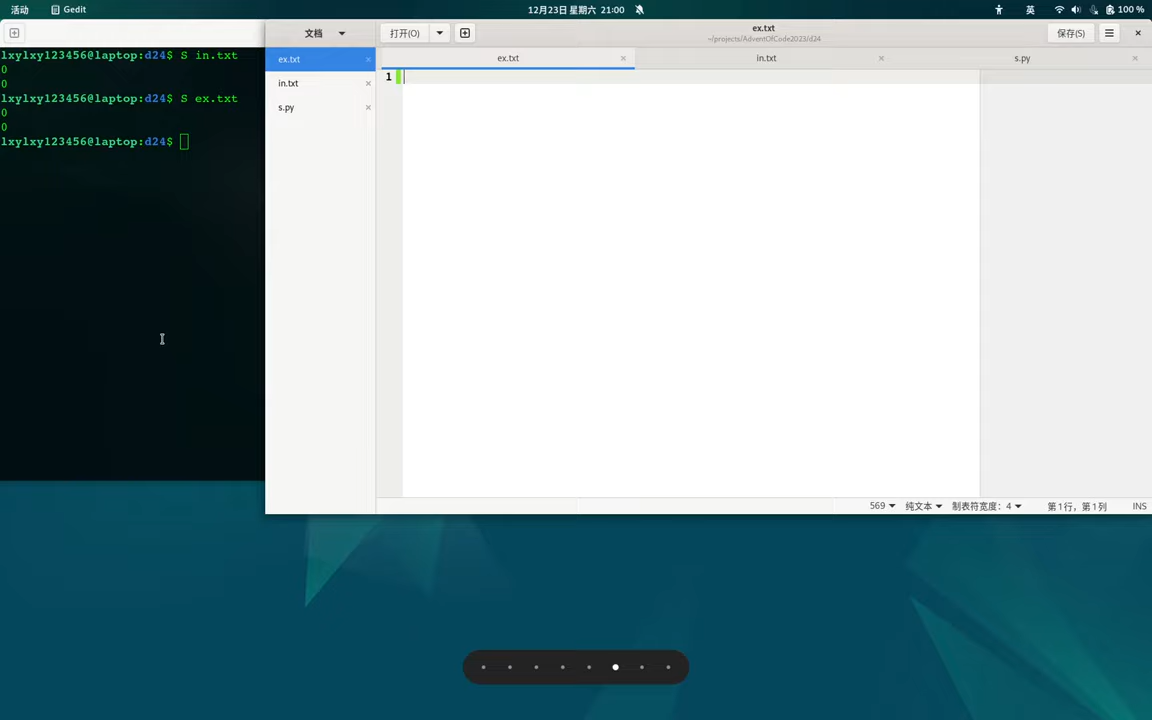 活动 Gedit 12月23日 星期六 21:00 英 100 %
lxylxy123456@laptop:d24$ S in.txt
0
0
lxylxy123456@laptop:d24$ S ex.txt
0
0
lxylxy123456@laptop:d24$
文档
ex.txt
in.txt
s.py
打开(O)
ex.txt
~/projects/AdventOfCode2023/d24
保存(S)
ex.txt in.txt s.py
1
569 纯文本 制表符宽度: 4 第1行, 第1列 INS